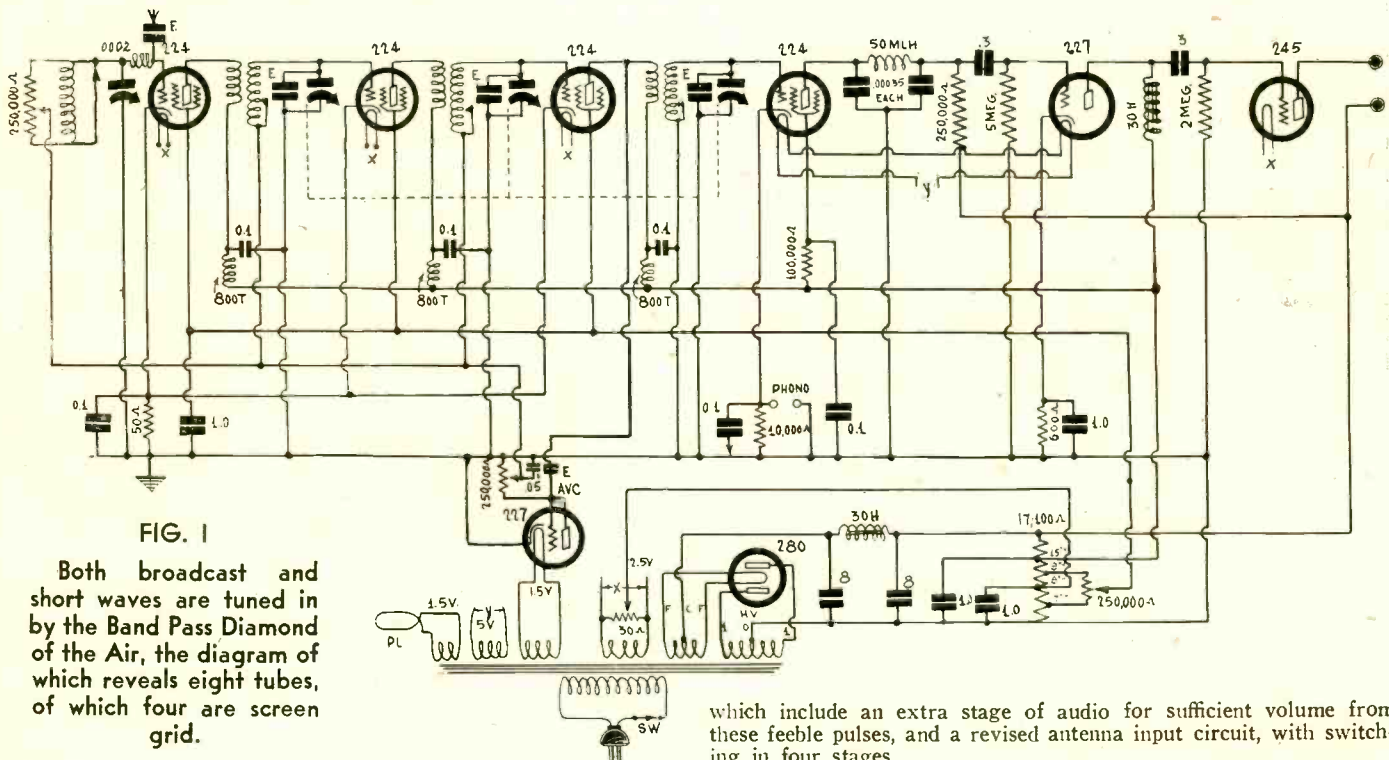 E
.0002
224
224
224
224
50 MLH
.3
227
.3
245
E
E
E
.00035
EACH
250,000Ω
250,000Ω
5 MEG.
30 H
2 MEG.
X
X
X
Y
0.1
0.1
0.1
800T
800T
800T
100,000Ω
0.1
50Ω
1.0
0.1
PHONO
10,000Ω
0.1
600Ω
1.0
250,000Ω
.05
E
AVC
227
FIG. I
Both broadcast and
short waves are tuned in
by the Band Pass Diamond
of the Air, the diagram of
which reveals eight tubes,
of which four are screen
grid.
30H
17,100Ω
280
2.5V
X
1.5V
Y
5V
1.5V
30Ω
F C F
H.V.
1 0 1
8
8
1.0
1.0
250,000Ω
PL
SW
which include an extra stage of audio for sufficient volume from
these feeble pulses, and a revised antenna input circuit, with switch-
ing in four stages.